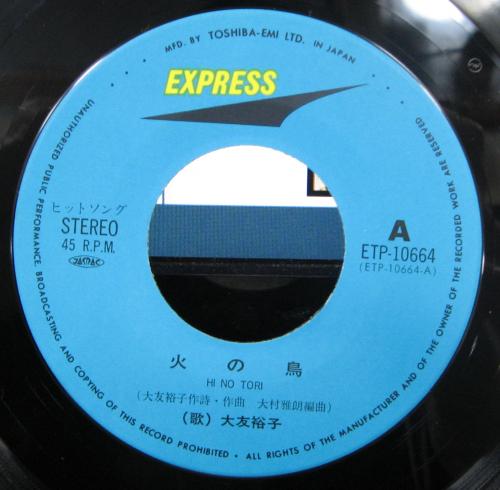 MFD. BY TOSHIBA-EMI LTD. IN JAPAN
EXPRESS
ヒットソング
STEREO
45 R.P.M.
JASRAC
A
ETP-10664
(ETP-10664-A)
火の鳥
HI NO TORI
(大友裕子作詩・作曲 大村雅朗編曲)
(歌) 大友裕子
UNAUTHORIZED PUBLIC PERFORMANCE, BROADCASTING AND COPYING OF THIS RECORD PROHIBITED • ALL RIGHTS OF THE MANUFACTURER AND OF THE OWNER OF THE RECORDED WORK ARE RESERVED